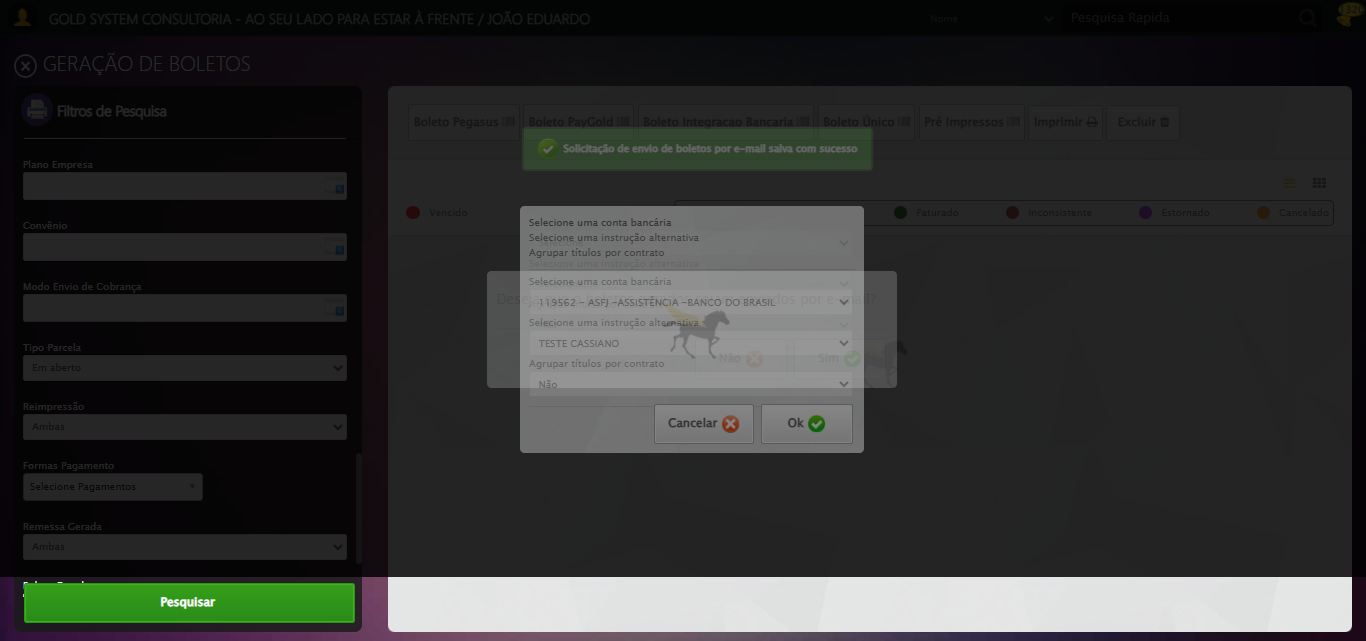 GOLD SYSTEM CONSULTORIA - AO SEU LADO PARA ESTAR À FRENTE / JOÃO EDUARDO
Nome
Pesquisa Rapida
GERAÇÃO DE BOLETOS
Filtros de Pesquisa
Plano Empresa
Convênio
Modo Envio de Cobrança
Tipo Parcela
Em aberto
Reimpressão
Ambas
Formas Pagamento
Selecione Pagamentos
Remessa Gerada
Ambas
Pesquisar
Boleto Pegasus
Boleto PayGold
Boleto Integracao Bancaria
Boleto Único
Pré Impressos
Imprimir
Excluir
Solicitação de envio de boletos por e-mail salva com sucesso
Vencido
Faturado
Inconsistente
Estornado
Cancelado
Selecione uma conta bancária
Selecione uma instrução alternativa
Agrupar títulos por contrato
Selecione uma instrução alternativa
Selecione uma conta bancária
119562 - ASFJ -ASSISTÊNCIA -BANCO DO BRASIL
Selecione uma instrução alternativa
TESTE CASSIANO
Agrupar títulos por contrato
Não
por e-mail?
Não
Sim
Cancelar
Ok